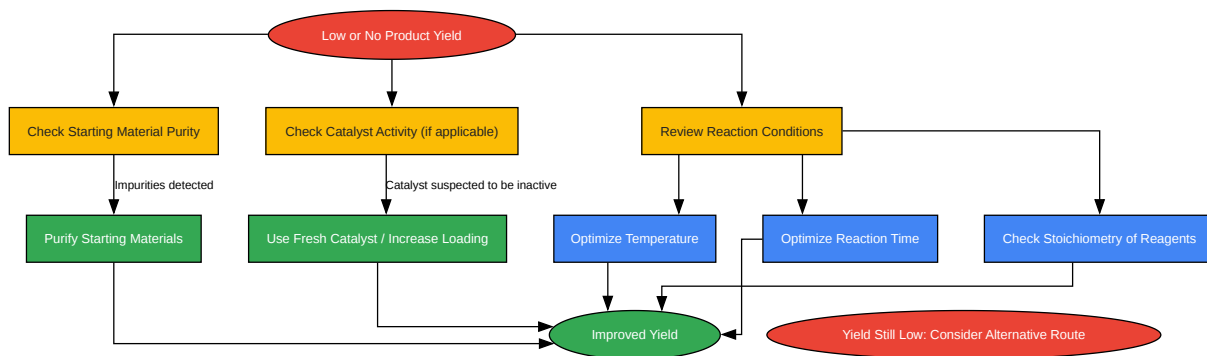 Low or No Product Yield
Check Starting Material Purity
Check Catalyst Activity (if applicable)
Review Reaction Conditions
Impurities detected
Catalyst suspected to be inactive
Purify Starting Materials
Use Fresh Catalyst / Increase Loading
Optimize Temperature
Optimize Reaction Time
Check Stoichiometry of Reagents
Improved Yield
Yield Still Low: Consider Alternative Route